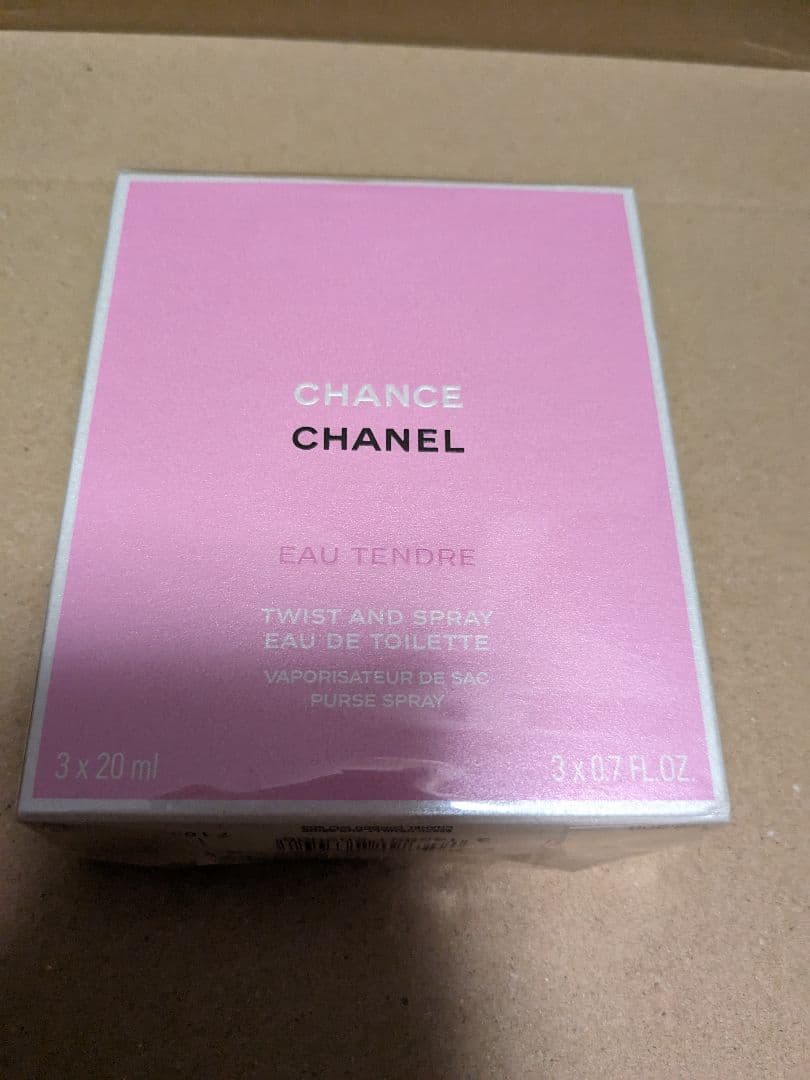 CHANCE
CHANEL
EAU TENDRE
TWIST AND SPRAY
EAU DE TOILETTE
VAPORISATEUR DE SAC
PURSE SPRAY
3 x 20 ml
3 x 0.7 FL.OZ.